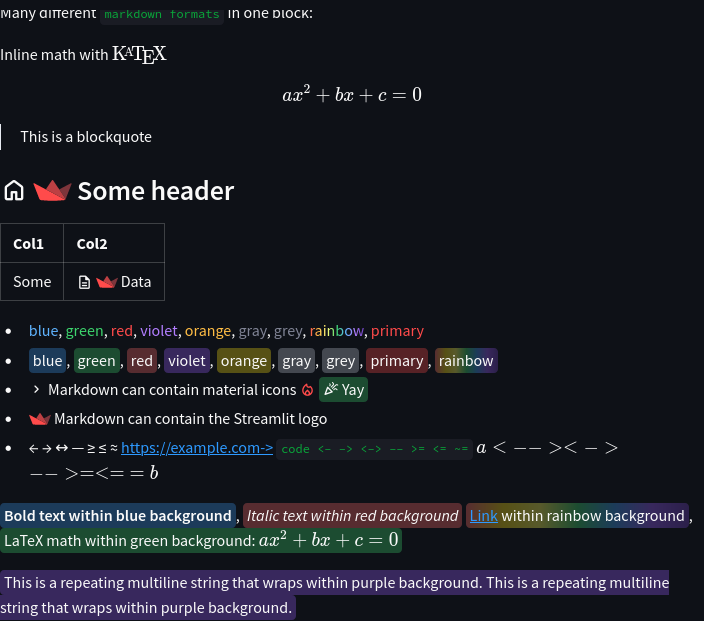 Many different markdown formats in one block:
Inline math with KATEX
ax² + bx + c = 0
This is a blockquote
Some header
Col1 Col2
Some Data
blue, green, red, violet, orange, gray, grey, rainbow, primary
blue , green , red , violet , orange , gray , grey , primary , rainbow
Markdown can contain material icons Yay
Markdown can contain the Streamlit logo
← → ↔ — ≥ ≤ ≈ https://example.com-> code <- -> <-> -- >= <= ~= a < −− >< − >
−− >=<= = b
Bold text within blue background , Italic text within red background Link within rainbow background ,
LaTeX math within green background: ax² + bx + c = 0
This is a repeating multiline string that wraps within purple background. This is a repeating multiline
string that wraps within purple background.